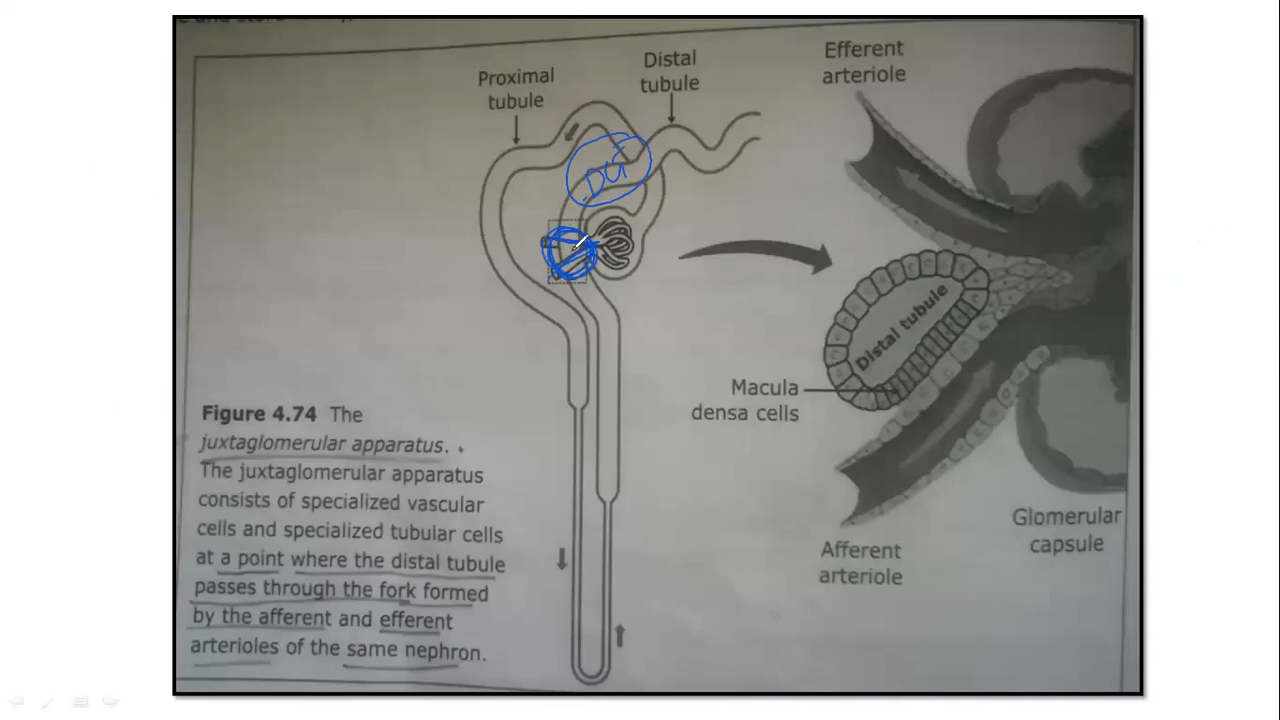 Efferent
arteriole
Distal
tubule
Proximal
tubule
DCT
Distal tubule
Macula
densa cells
Figure 4.74 The
juxtaglomerular apparatus.
The juxtaglomerular apparatus
consists of specialized vascular
cells and specialized tubular cells
at a point where the distal tubule
passes through the fork formed
by the afferent and efferent
arterioles of the same nephron.
Glomerular
capsule
Afferent
arteriole